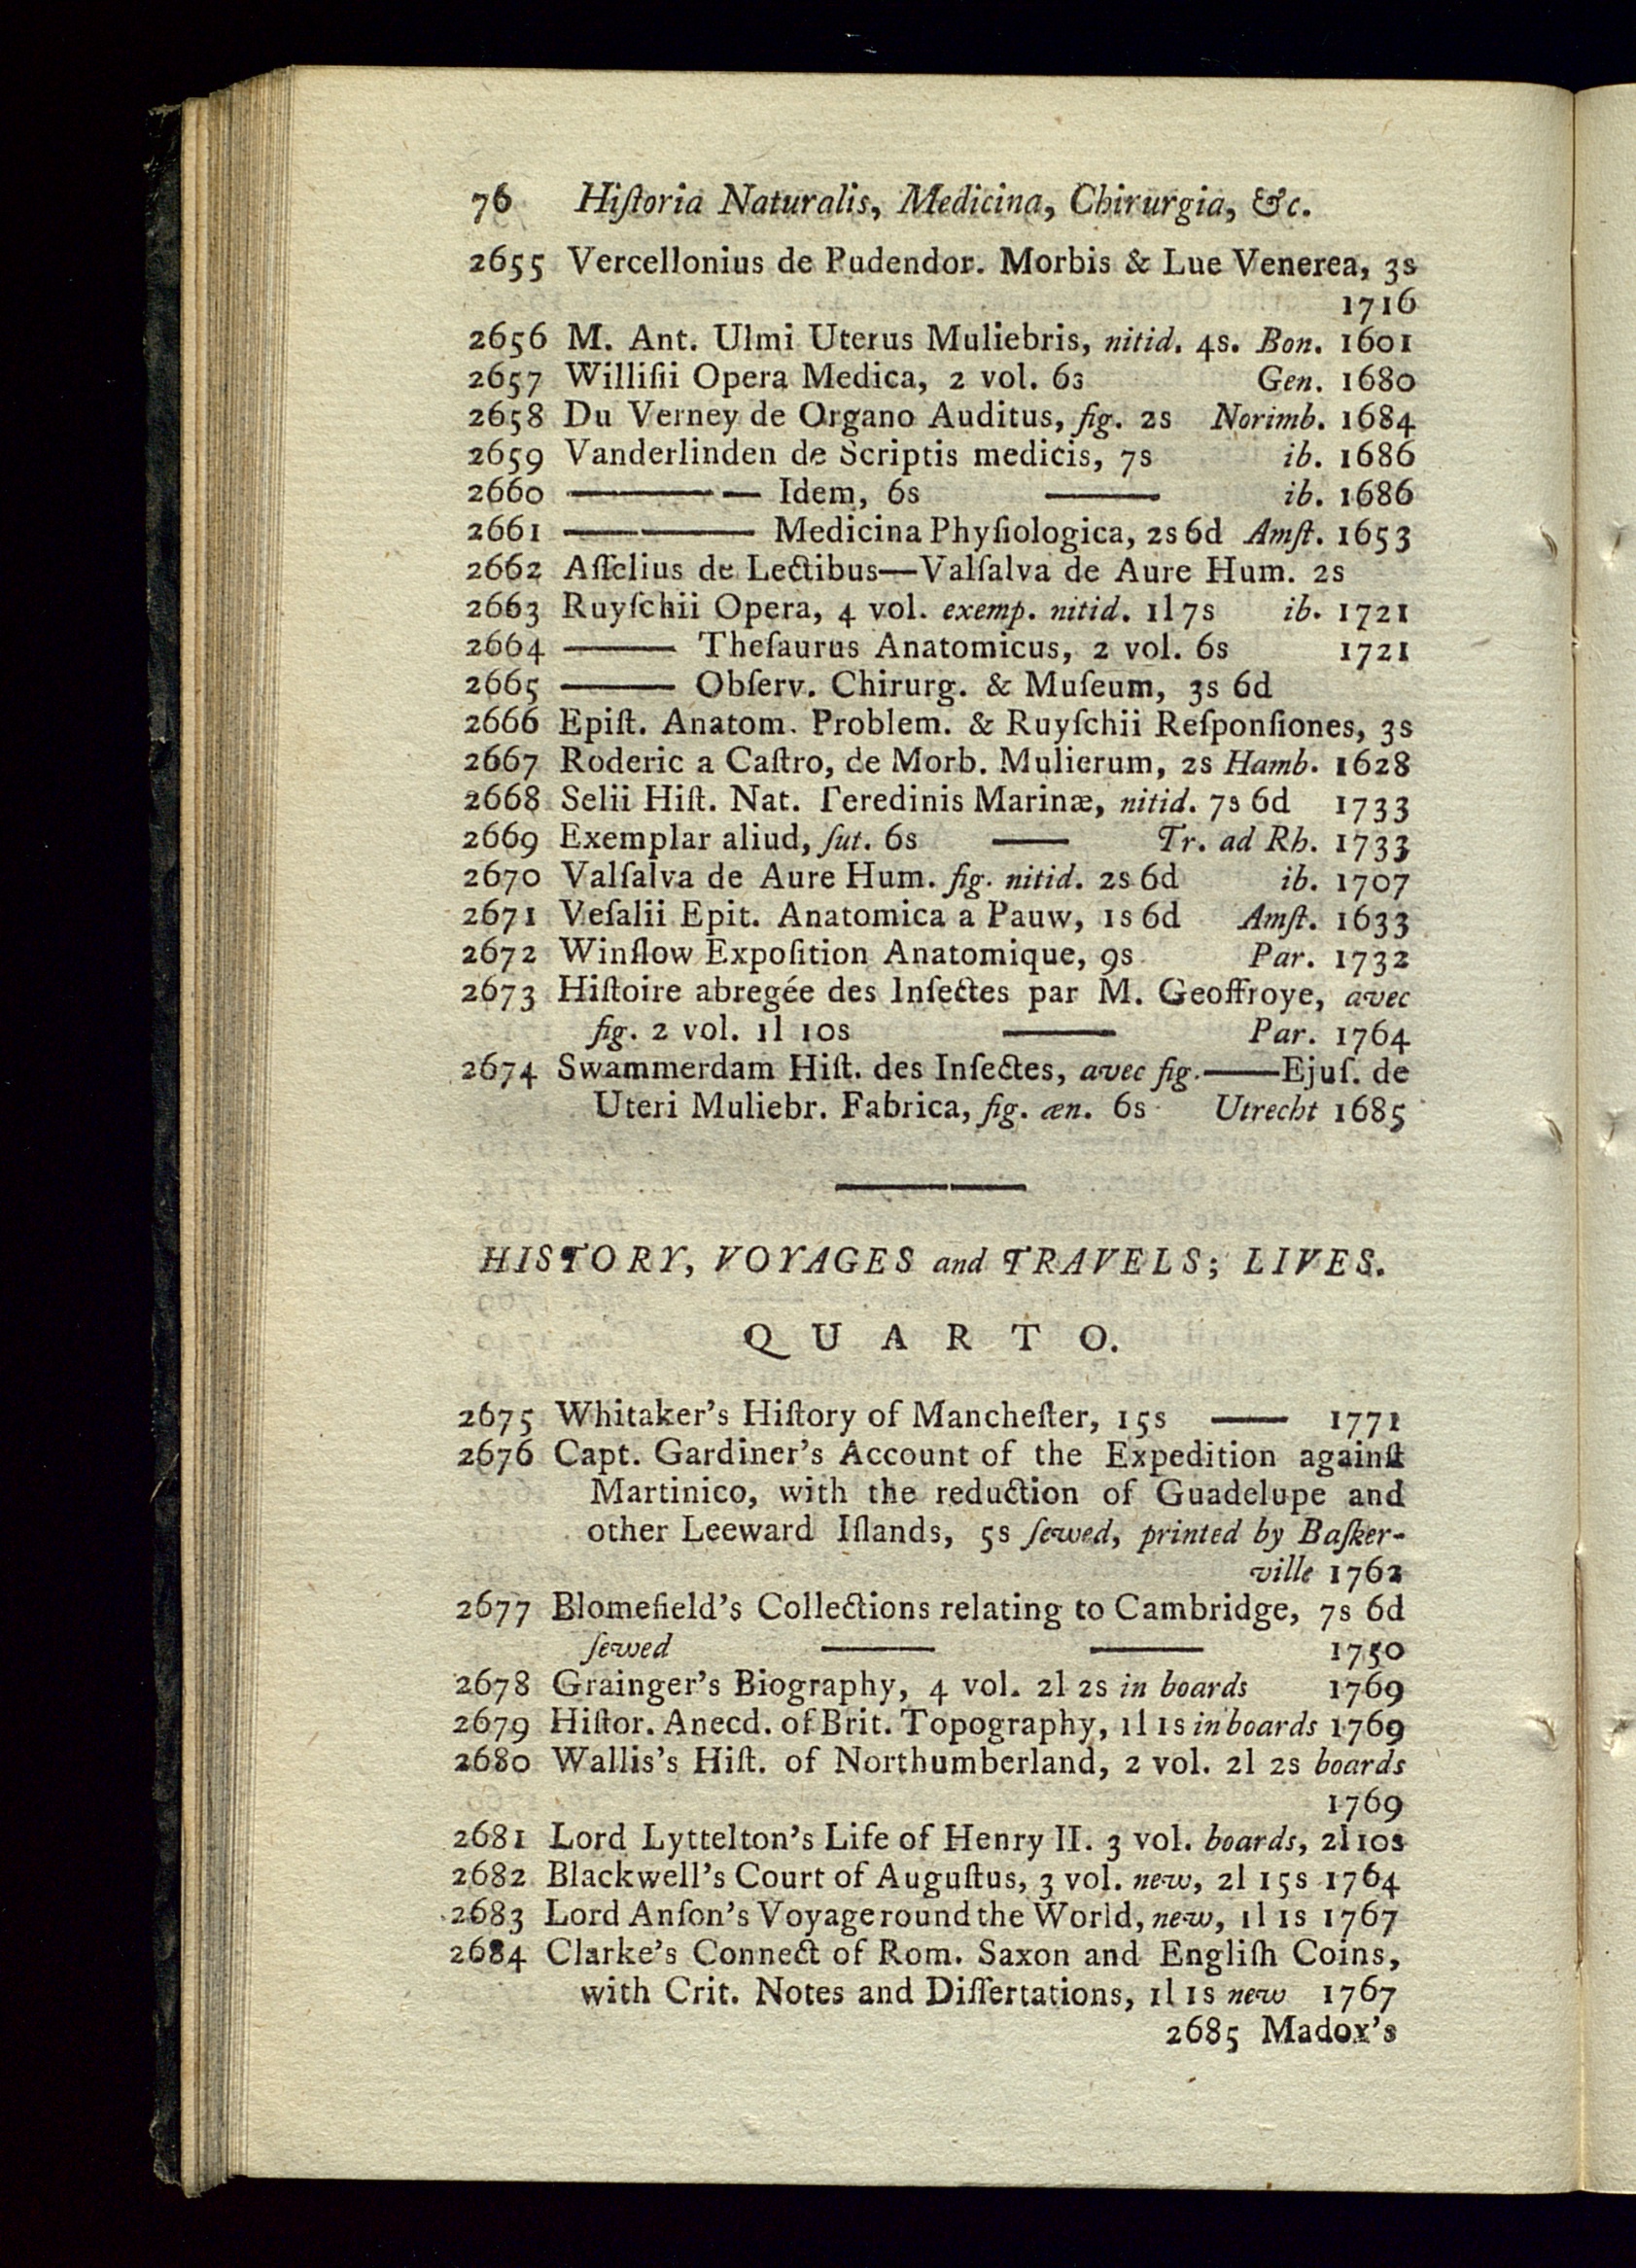 76 Hiſtoria Naturalis, Medicina, Chirurgia, &c.
2655 Vercellonius de Pudendor. Morbis & Lue Venerea, 3s
1716
2656 M. Ant. Ulmi Uterus Muliebris, nitid. 4s. Bon. 1601
2657 Williſii Opera Medica, 2 vol. 6s Gen. 1680
2658 Du Verney de Organo Auditus, fig. 2s Norimb. 1684
2659 Vanderlinden de Scriptis medicis, 7s ib. 1686
2660 ——— — Idem, 6s —— ib. 1686
2661 ———— Medicina Phyſiologica, 2s 6d Amſt. 1653
2662 Aſſelius de Lectibus—Valſalva de Aure Hum. 2s
2663 Ruyſchii Opera, 4 vol. exemp. nitid. 1l 7s ib. 1721
2664 —— Theſaurus Anatomicus, 2 vol. 6s 1721
2665 —— Obſerv. Chirurg. & Muſeum, 3s 6d
2666 Epiſt. Anatom. Problem. & Ruyſchii Reſponſiones, 3s
2667 Roderic a Caſtro, de Morb. Mulierum, 2s Hamb. 1628
2668 Selii Hiſt. Nat. Teredinis Marinæ, nitid. 7s 6d 1733
2669 Exemplar aliud, ſut. 6s —— Tr. ad Rh. 1733
2670 Valſalva de Aure Hum. fig. nitid. 2s 6d ib. 1707
2671 Veſalii Epit. Anatomica a Pauw, 1s 6d Amſt. 1633
2672 Winſlow Expoſition Anatomique, 9s Par. 1732
2673 Hiſtoire abregée des Inſectes par M. Geoffroye, avec
fig. 2 vol. 1l 10s —— Par. 1764
2674 Swammerdam Hiſt. des Inſectes, avec fig.——Ejuſ. de
Uteri Muliebr. Fabrica, fig. æn. 6s Utrecht 1685
HISTORY, VOYAGES and TRAVELS; LIVES.
QUARTO.
2675 Whitaker's Hiſtory of Mancheſter, 15s —— 1771
2676 Capt. Gardiner's Account of the Expedition againſt
Martinico, with the reduction of Guadelupe and
other Leeward Iſlands, 5s ſewed, printed by Baſker-
ville 1762
2677 Blomefield's Collections relating to Cambridge, 7s 6d
ſewed —— —— 1750
2678 Grainger's Biography, 4 vol. 2l 2s in boards 1769
2679 Hiſtor. Anecd. of Brit. Topography, 1l 1s in boards 1769
2680 Wallis's Hiſt. of Northumberland, 2 vol. 2l 2s boards
1769
2681 Lord Lyttelton's Life of Henry II. 3 vol. boards, 2l 10s
2682 Blackwell's Court of Auguſtus, 3 vol. new, 2l 15s 1764
2683 Lord Anſon's Voyage round the World, new, 1l 1s 1767
2684 Clarke's Connect of Rom. Saxon and Engliſh Coins,
with Crit. Notes and Diſſertations, 1l 1s new 1767
2685 Madox's